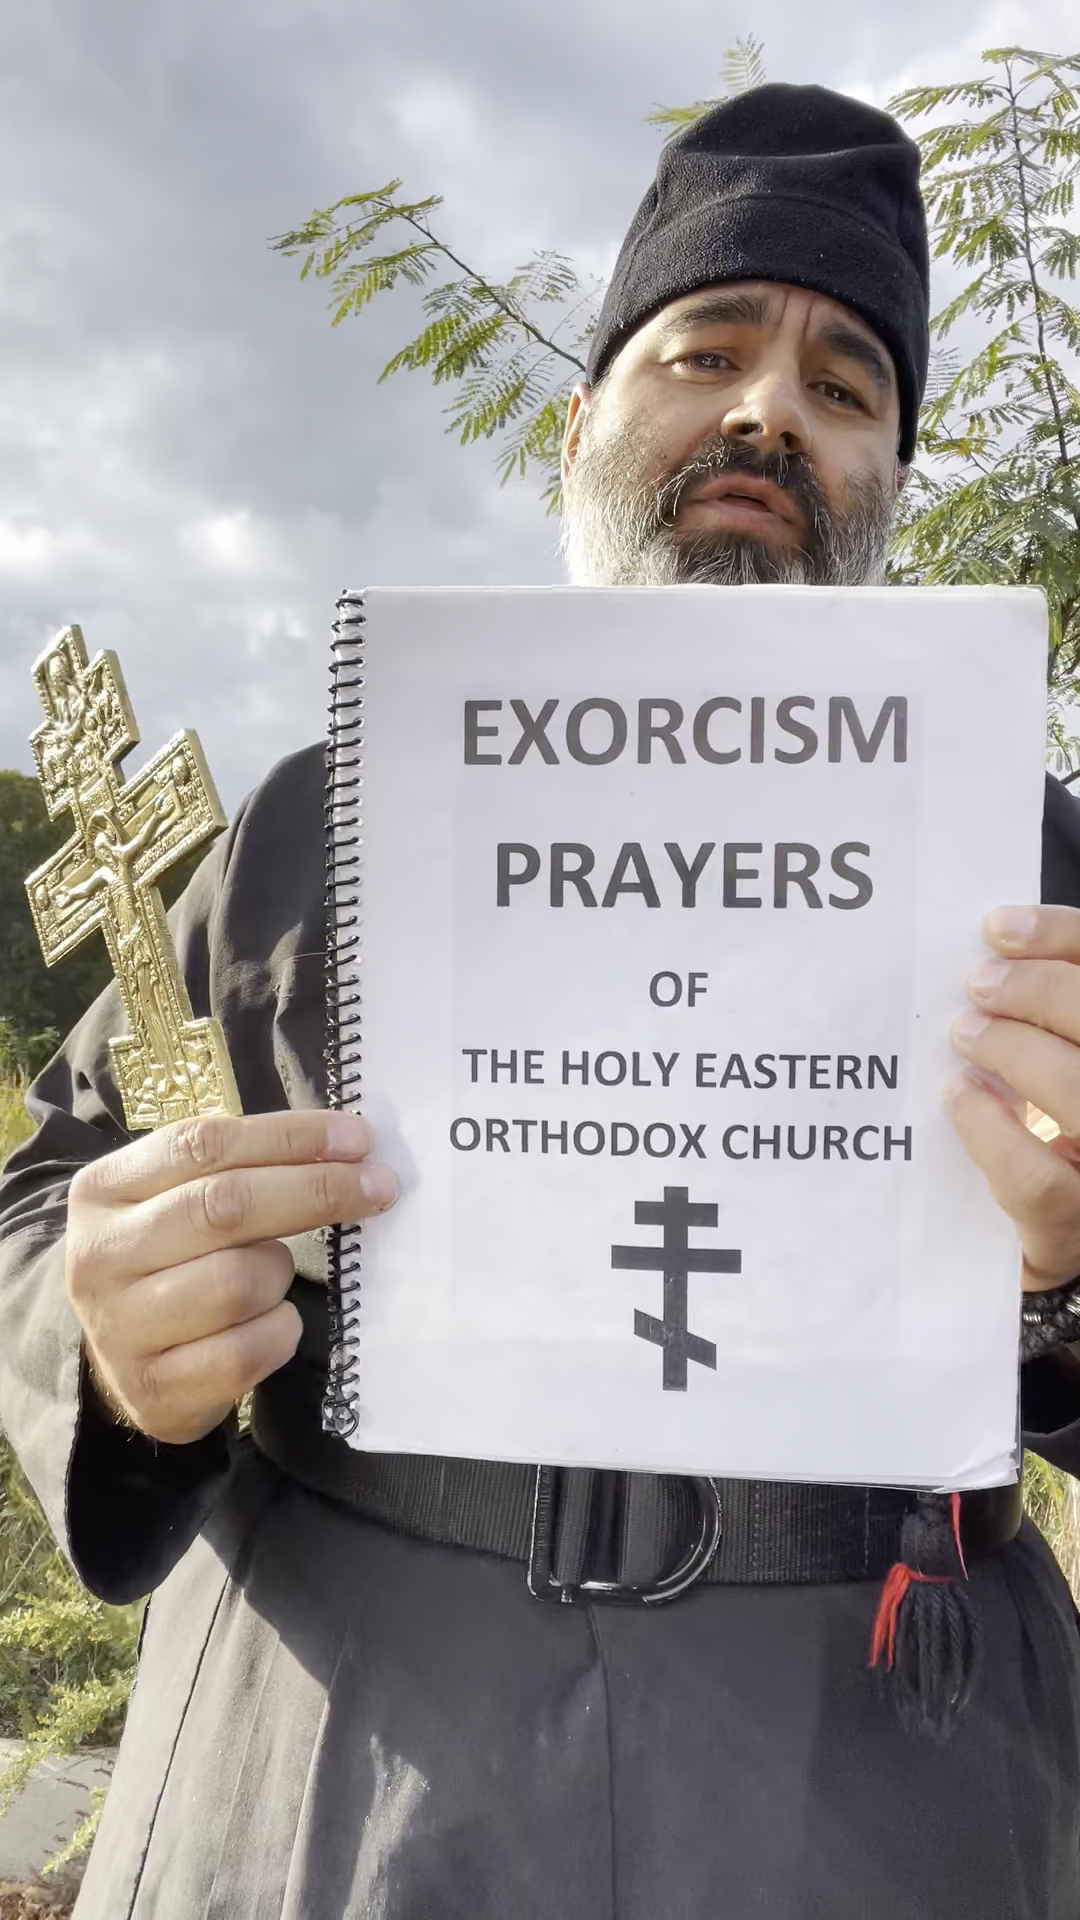 EXORCISM
PRAYERS
OF
THE HOLY EASTERN
ORTHODOX CHURCH